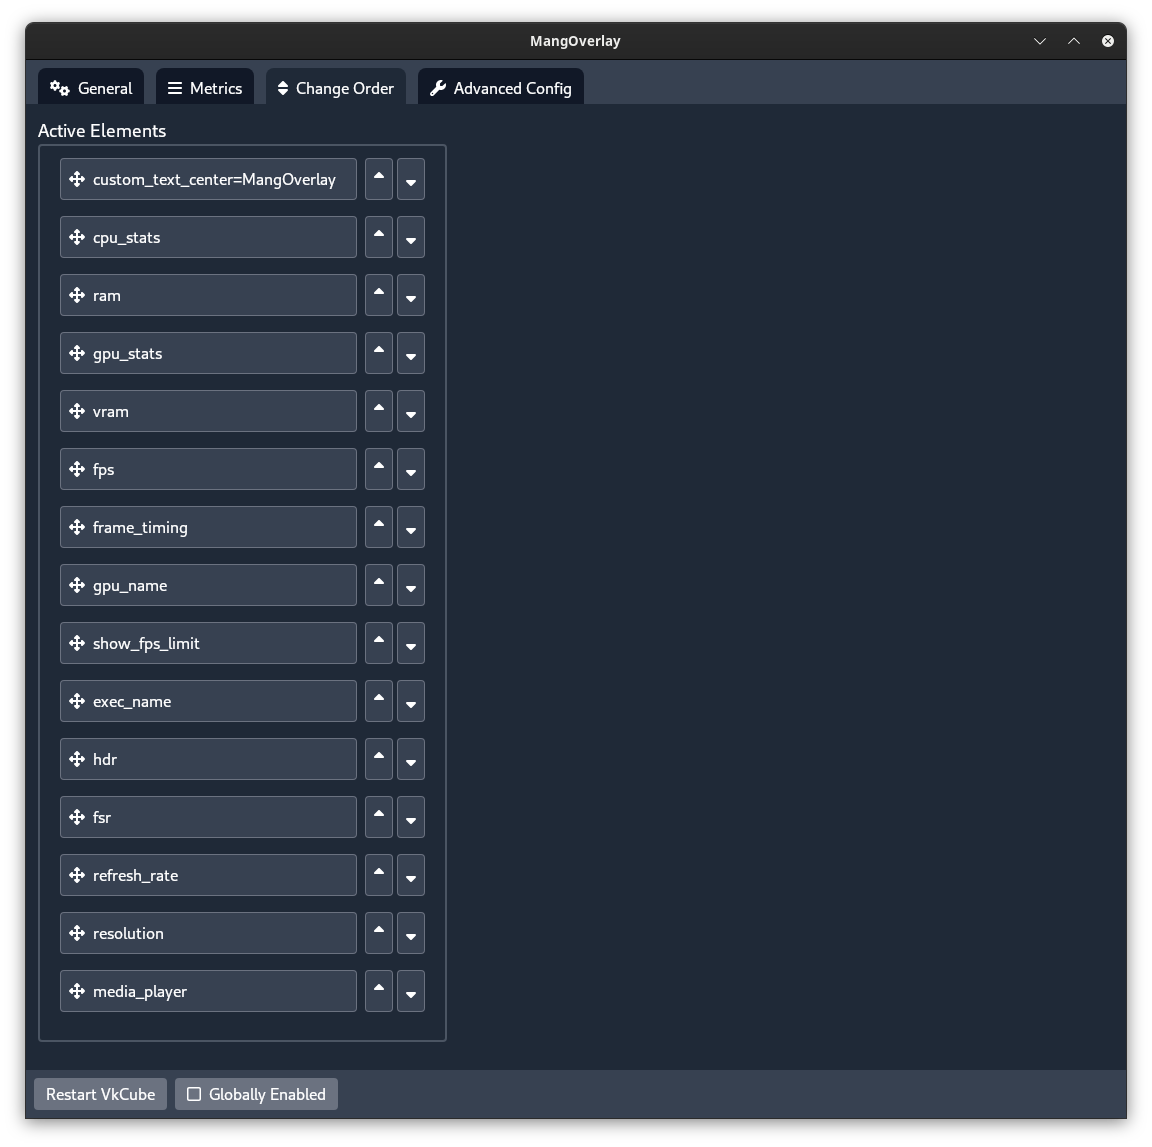 MangOverlay
General
Metrics
Change Order
Advanced Config
Active Elements
custom_text_center=MangOverlay
cpu_stats
ram
gpu_stats
vram
fps
frame_timing
gpu_name
show_fps_limit
exec_name
hdr
fsr
refresh_rate
resolution
media_player
Restart VkCube
Globally Enabled